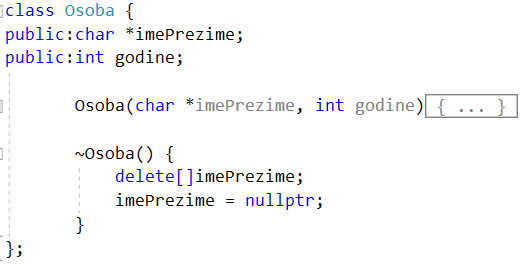 class Osoba {
public:char *imePrezime;
public:int godine;
Osoba(char *imePrezime, int godine){ ... }
~Osoba() {
delete[]imePrezime;
imePrezime = nullptr;
}
};